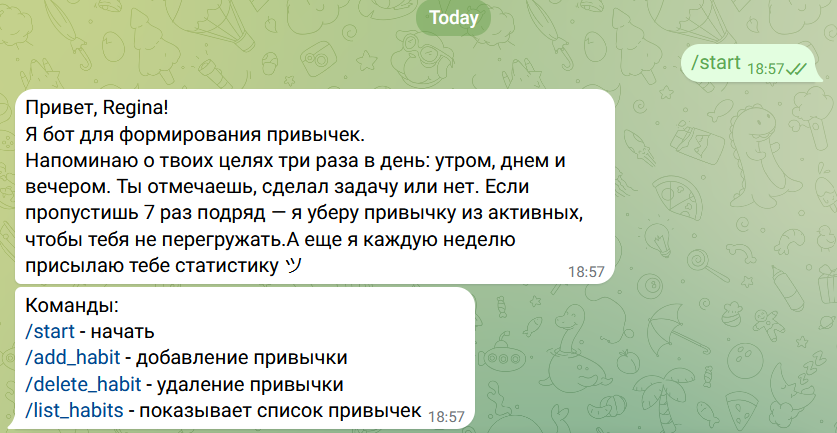 Today
/start 18:57
Привет, Regina!
Я бот для формирования привычек.
Напоминаю о твоих целях три раза в день: утром, днем и
вечером. Ты отмечаешь, сделал задачу или нет. Если
пропустишь 7 раз подряд — я уберу привычку из активных,
чтобы тебя не перегружать.А еще я каждую неделю
присылаю тебе статистику ツ
18:57
Команды:
/start - начать
/add_habit - добавление привычки
/delete_habit - удаление привычки
/list_habits - показывает список привычек 18:57